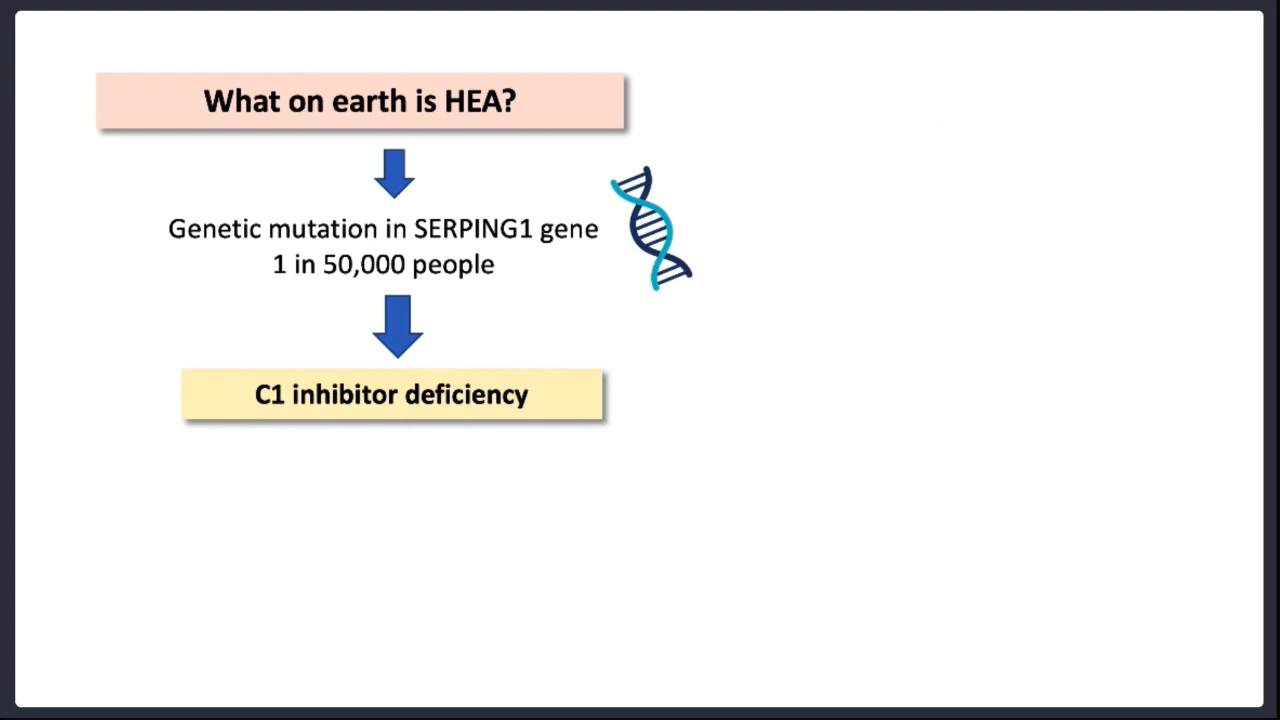 What on earth is HEA?
Genetic mutation in SERPING1 gene
1 in 50,000 people
C1 inhibitor deficiency